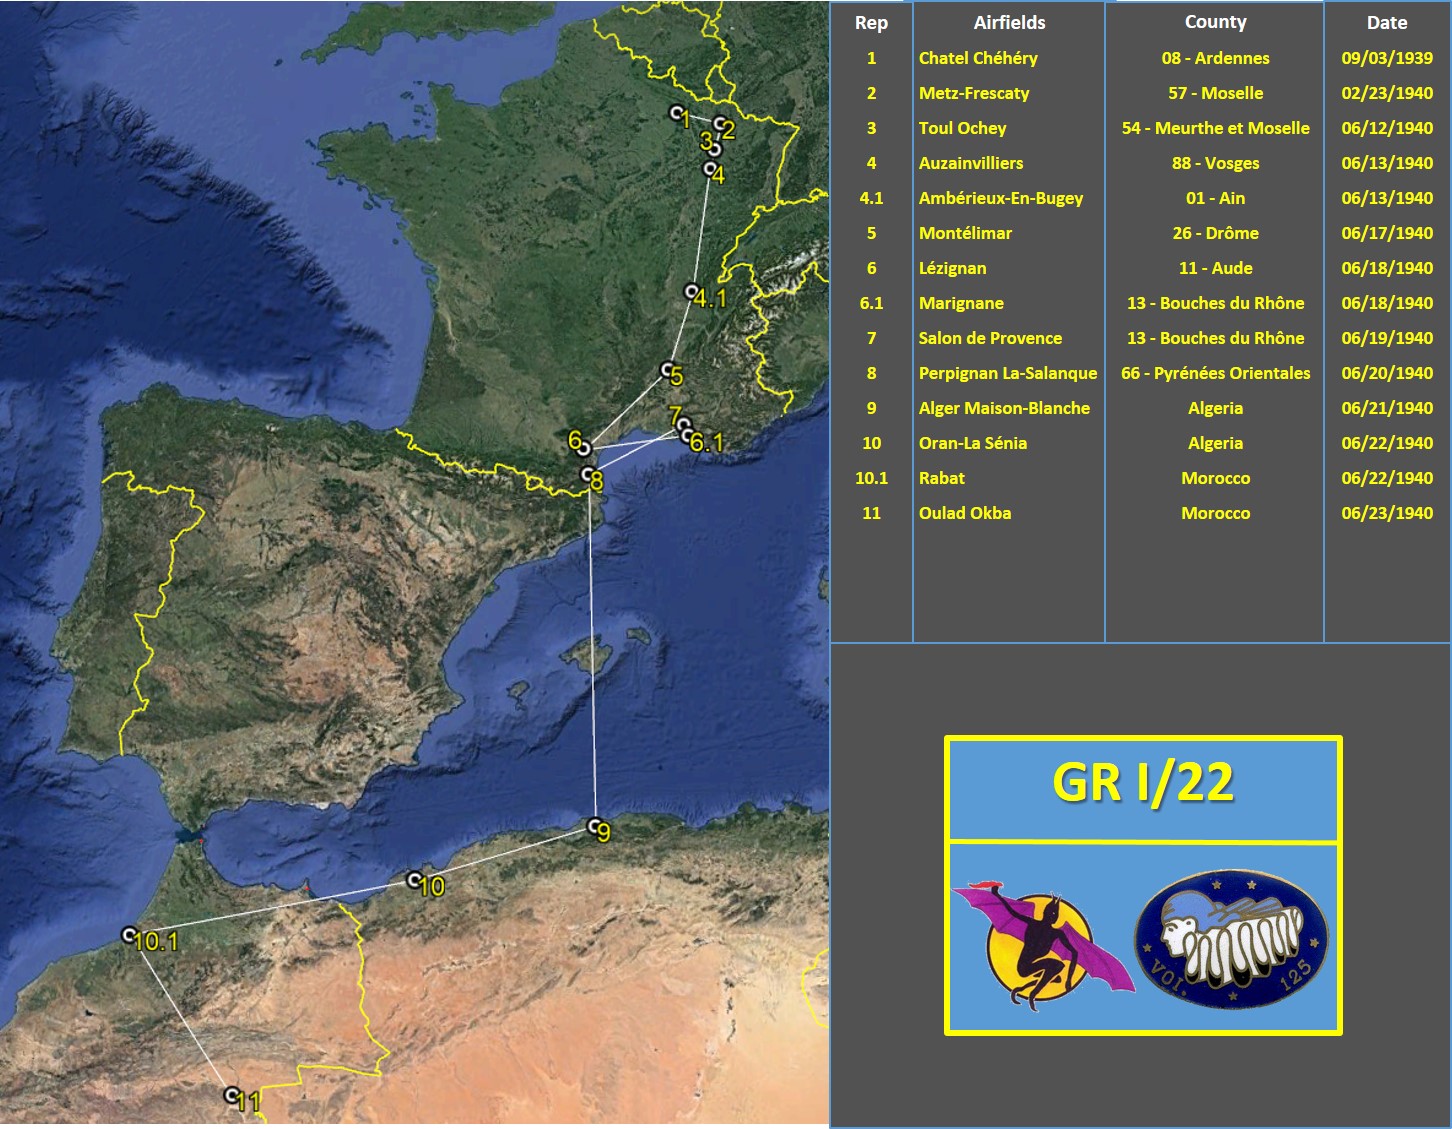 1
2
3
4
4.1
5
7
6
6.1
8
9
10
10.1
11
Rep Airfields County Date
1 Chatel Chéhéry 08 - Ardennes 09/03/1939
2 Metz-Frescaty 57 - Moselle 02/23/1940
3 Toul Ochey 54 - Meurthe et Moselle 06/12/1940
4 Auzainvilliers 88 - Vosges 06/13/1940
4.1 Ambérieux-En-Bugey 01 - Ain 06/13/1940
5 Montélimar 26 - Drôme 06/17/1940
6 Lézignan 11 - Aude 06/18/1940
6.1 Marignane 13 - Bouches du Rhône 06/18/1940
7 Salon de Provence 13 - Bouches du Rhône 06/19/1940
8 Perpignan La-Salanque 66 - Pyrénées Orientales 06/20/1940
9 Alger Maison-Blanche Algeria 06/21/1940
10 Oran-La Sénia Algeria 06/22/1940
10.1 Rabat Morocco 06/22/1940
11 Oulad Okba Morocco 06/23/1940
GR I/22
VOI. 125